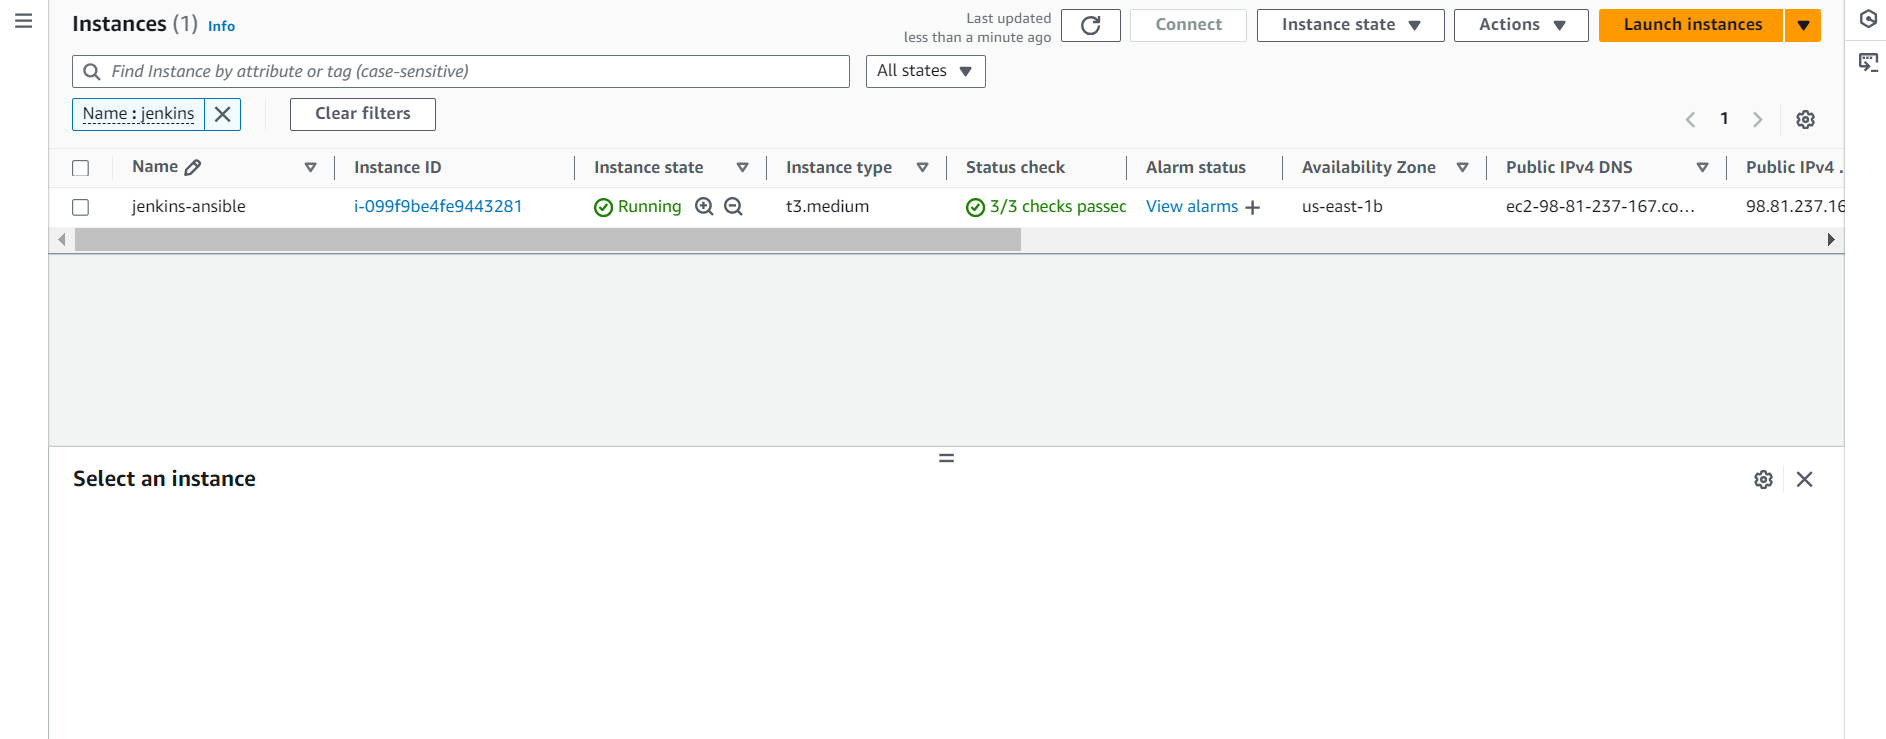 Instances (1) Info
Last updated
less than a minute ago
Connect
Instance state
Actions
Launch instances
Find Instance by attribute or tag (case-sensitive)
All states
Name : jenkins
Clear filters
1
Name Instance ID Instance state Instance type Status check Alarm status Availability Zone Public IPv4 DNS Public IPv4 .
jenkins-ansible i-099f9be4fe9443281 Running t3.medium 3/3 checks passed View alarms us-east-1b ec2-98-81-237-167.co... 98.81.237.16
Select an instance